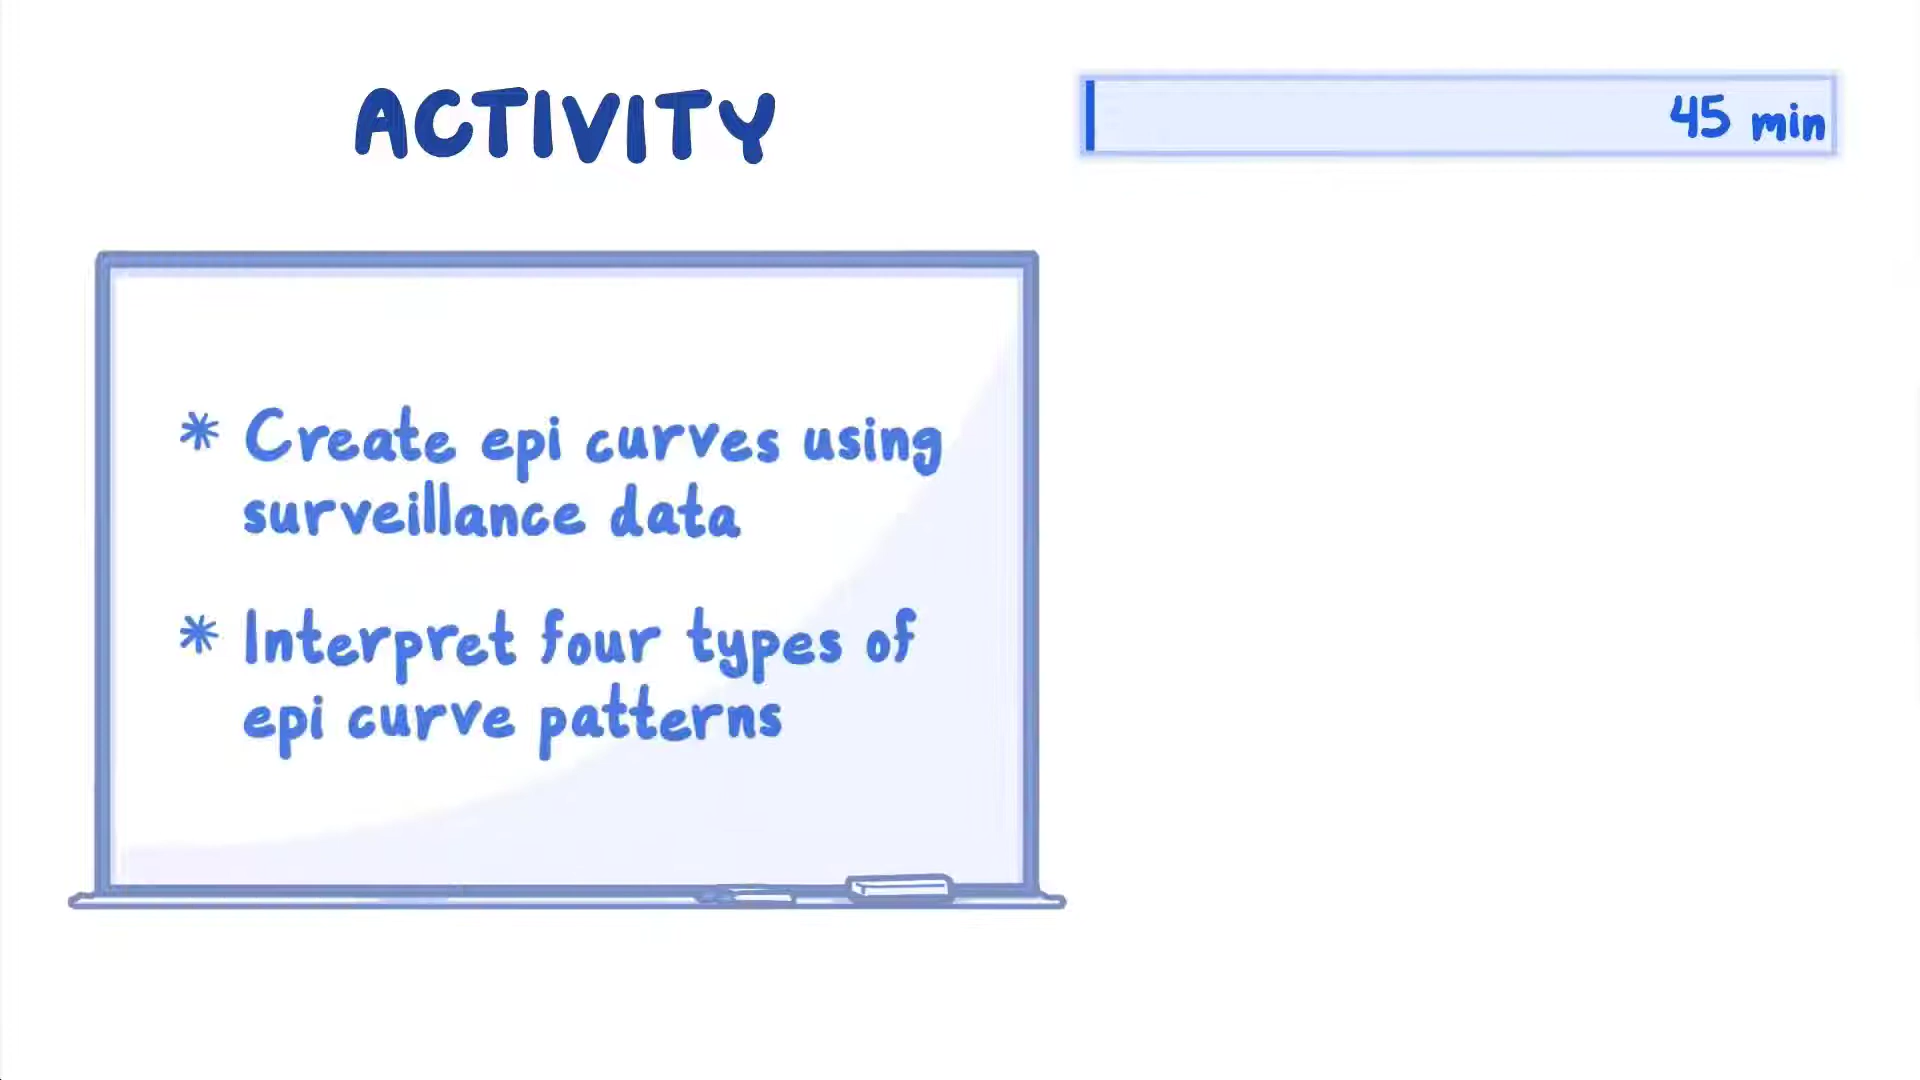 ACTIVITY
45 min
* Create epi curves using
surveillance data
* Interpret four types of
epi curve patterns